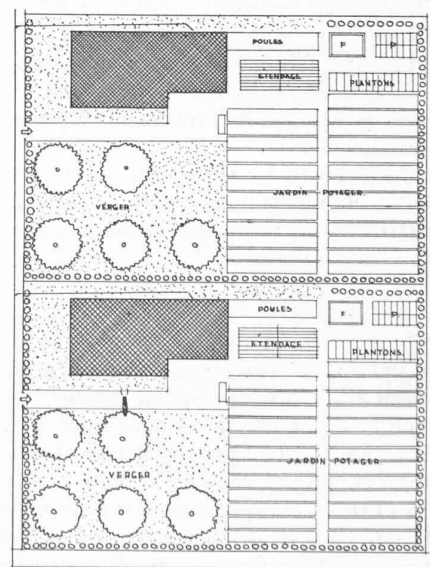 POULES
F.
P.
ETENDAGE
PLANTONS
JARDIN POTAGER.
VERGER
POULES
F.
P.
ETENDAGE
PLANTONS.
JARDIN POTAGER
VERGER